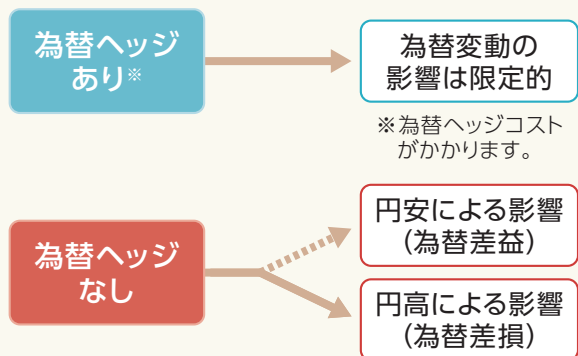 為替ヘッジ
あり※
為替変動の
影響は限定的
※為替ヘッジコスト
がかかります。
為替ヘッジ
なし
円安による影響
(為替差益)
円高による影響
(為替差損)